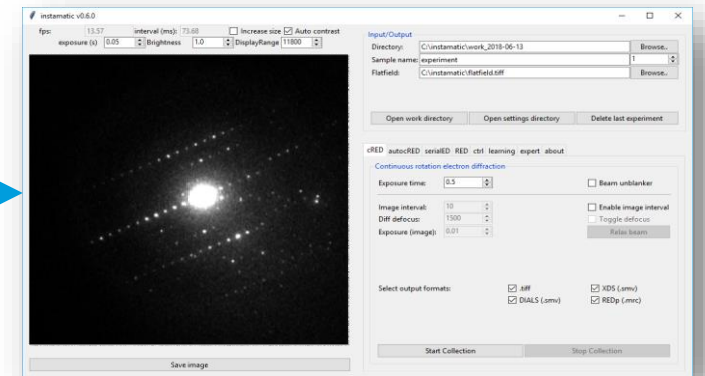 instamatic v0.6.0
fps: 13.57 interval (ms): 73.68 Increase size Auto contrast
exposure (s) 0.05 Brightness 1.0 DisplayRange 11800
Save image
Input/Output
Directory: C:\instamatic\work_2018-06-13 Browse..
Sample name: experiment 1
Flatfield: C:\instamatic\flatfield.tiff Browse..
Open work directory Open settings directory Delete last experiment
cRED autocRED serialED RED ctrl learning expert about
Continuous rotation electron diffraction
Exposure time: 0.5 Beam unblanker
Image interval: 10 Enable image interval
Diff defocus: 1500 Toggle defocus
Exposure (image): 0.01 Relax beam
Select output formats: .tiff XDS (.smv)
DIALS (.smv) REDp (.mrc)
Start Collection Stop Collection